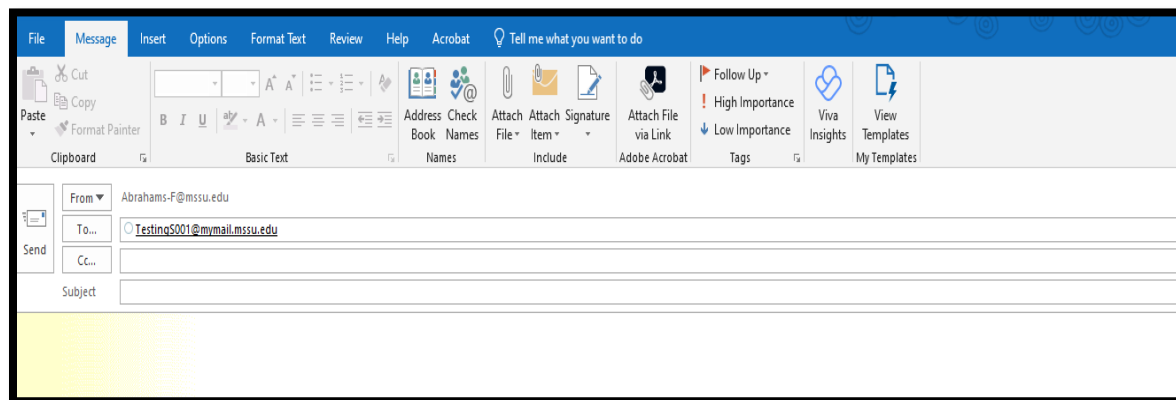 File Message Insert Options Format Text Review Help Acrobat Tell me what you want to do
Paste
Cut
Copy
Format Painter
Clipboard
A A
B I U aby A
Basic Text
Address Book
Check Names
Names
Attach File
Attach Item
Signature
Include
Attach File via Link
Adobe Acrobat
Follow Up
! High Importance
Low Importance
Tags
Viva Insights
View Templates
My Templates
Send
From Abrahams-F@mssu.edu
To... TestingS001@mymail.mssu.edu
Cc...
Subject